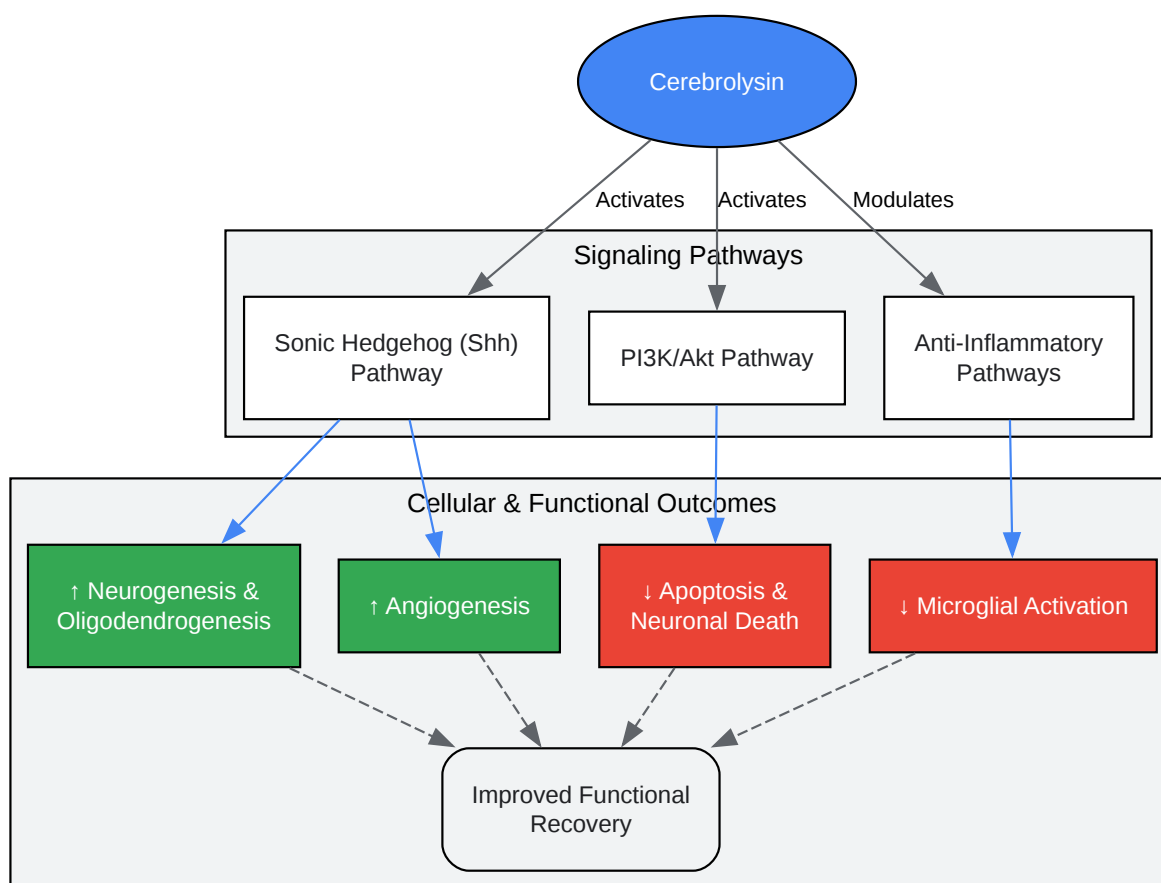 Cerebrolysin
Activates
Activates
Modulates
Signaling Pathways
Sonic Hedgehog (Shh)
Pathway
PI3K/Akt Pathway
Anti-Inflammatory
Pathways
Cellular & Functional Outcomes
↑ Neurogenesis &
Oligodendrogenesis
↑ Angiogenesis
↓ Apoptosis &
Neuronal Death
↓ Microglial Activation
Improved Functional
Recovery